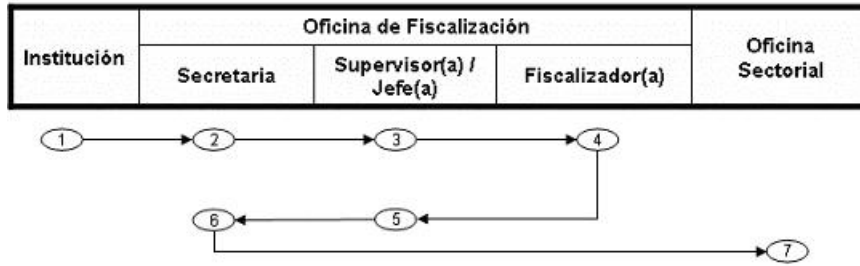 Institución
Oficina de Fiscalización
Secretaria
Supervisor(a) /
Jefe(a)
Fiscalizador(a)
Oficina
Sectorial
1
2
3
4
6
5
7